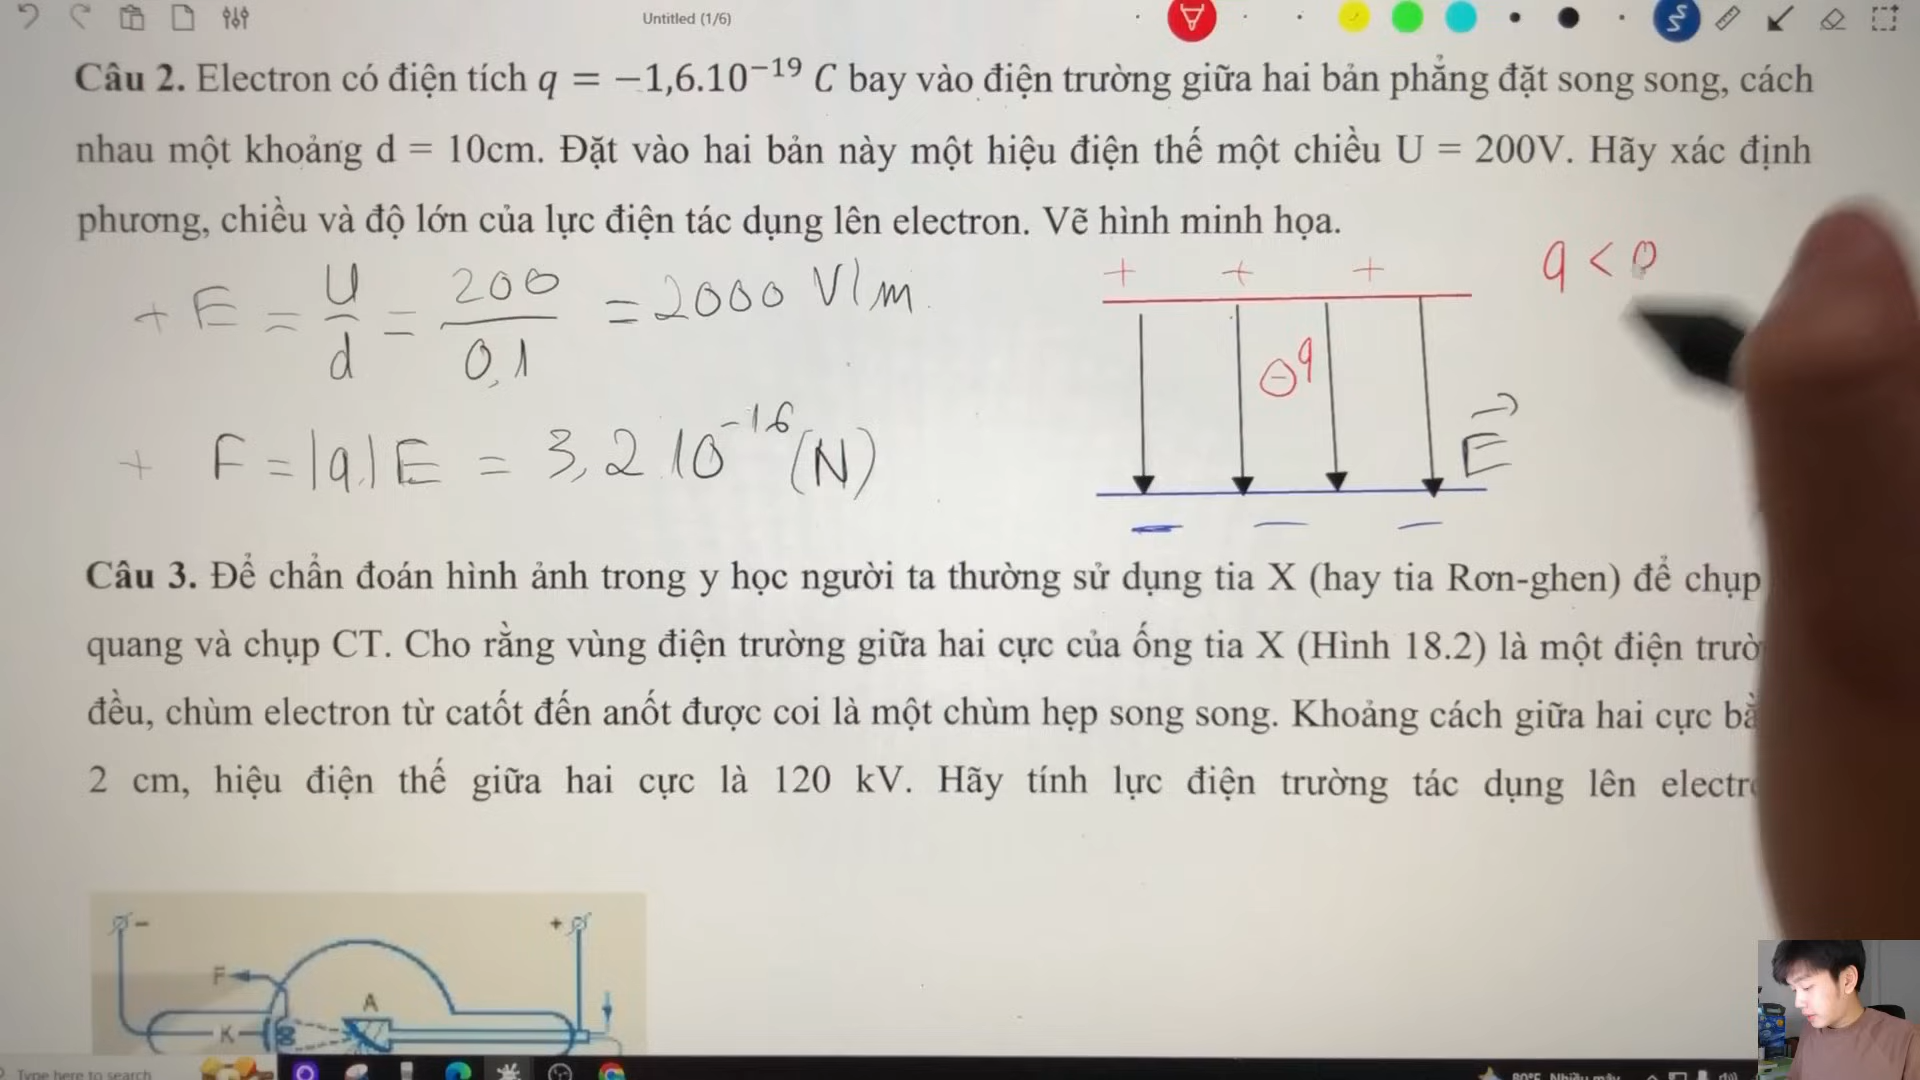 Untitled (1/6)
Câu 2. Electron có điện tích q = −1,6.10⁻¹⁹ C bay vào điện trường giữa hai bản phẳng đặt song song, cách
nhau một khoảng d = 10cm. Đặt vào hai bản này một hiệu điện thế một chiều U = 200V. Hãy xác định
phương, chiều và độ lớn của lực điện tác dụng lên electron. Vẽ hình minh họa.
+ E = U/d = 200/0,1 = 2000 V/m.
+ + +
q < 0
q
E
+ F = |q|E = 3,2.10⁻¹⁶ (N)
Câu 3. Để chẩn đoán hình ảnh trong y học người ta thường sử dụng tia X (hay tia Rơn-ghen) để chụp
quang và chụp CT. Cho rằng vùng điện trường giữa hai cực của ống tia X (Hình 18.2) là một điện trườ
đều, chùm electron từ catốt đến anốt được coi là một chùm hẹp song song. Khoảng cách giữa hai cực bằ
2 cm, hiệu điện thế giữa hai cực là 120 kV. Hãy tính lực điện trường tác dụng lên electr
− +
F
A
K
Type here to search
80°F Nhiều mây